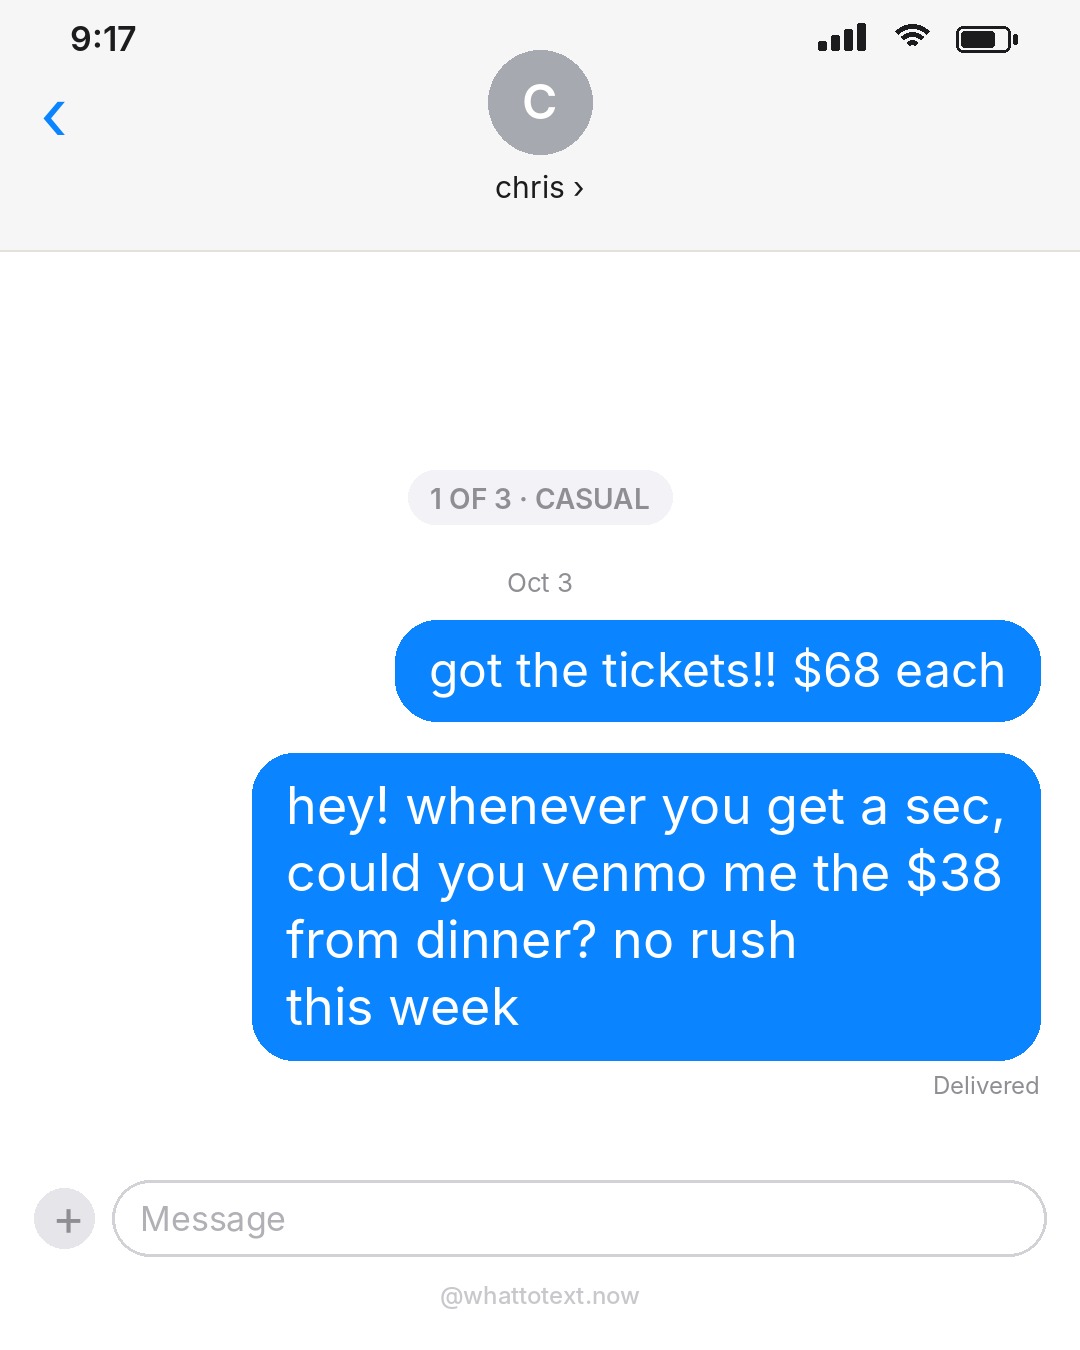 9:17
C
chris ›
1 OF 3 · CASUAL
Oct 3
got the tickets!! $68 each
hey! whenever you get a sec,
could you venmo me the $38
from dinner? no rush
this week
Delivered
+ Message
@whattotext.now